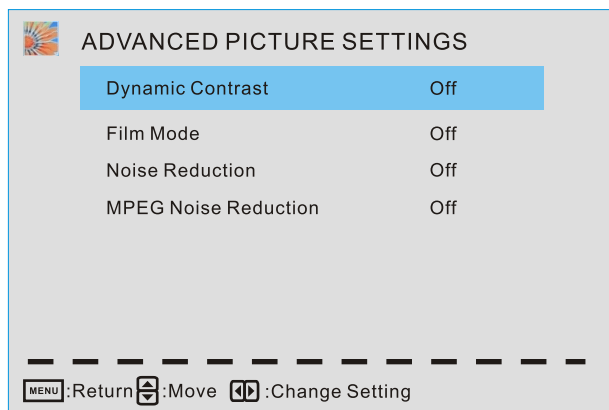 ADVANCED PICTURE SETTINGS
Dynamic Contrast Off
Film Mode Off
Noise Reduction Off
MPEG Noise Reduction Off
MENU :Return :Move :Change Setting